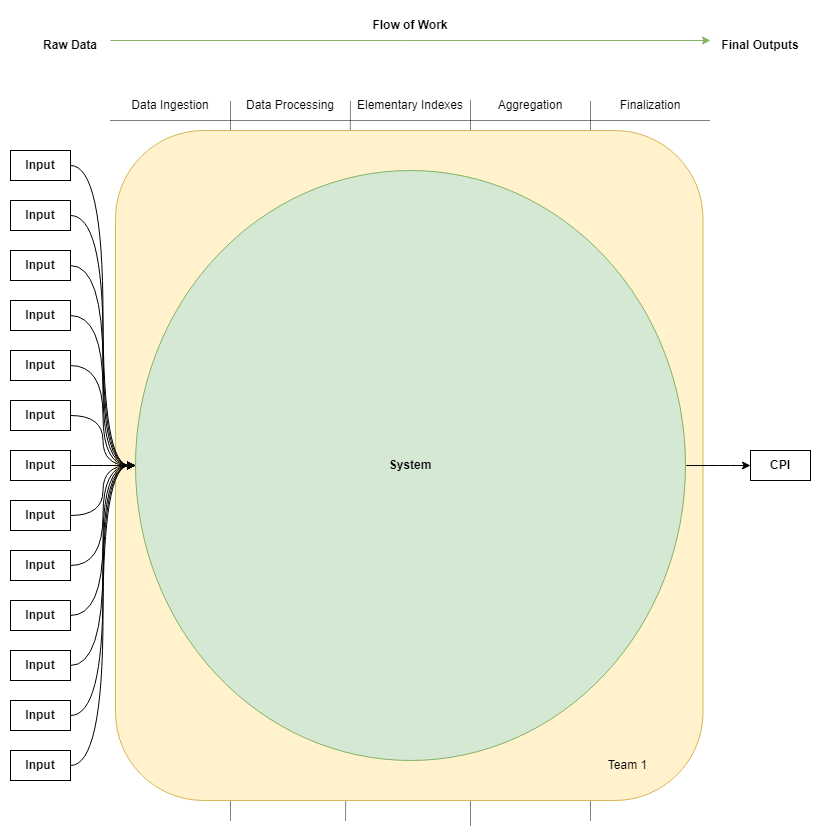 Flow of Work
Raw Data
Final Outputs
Data Ingestion
Data Processing
Elementary Indexes
Aggregation
Finalization
Input
Input
Input
Input
Input
Input
Input
System
CPI
Input
Input
Input
Input
Input
Input
Team 1